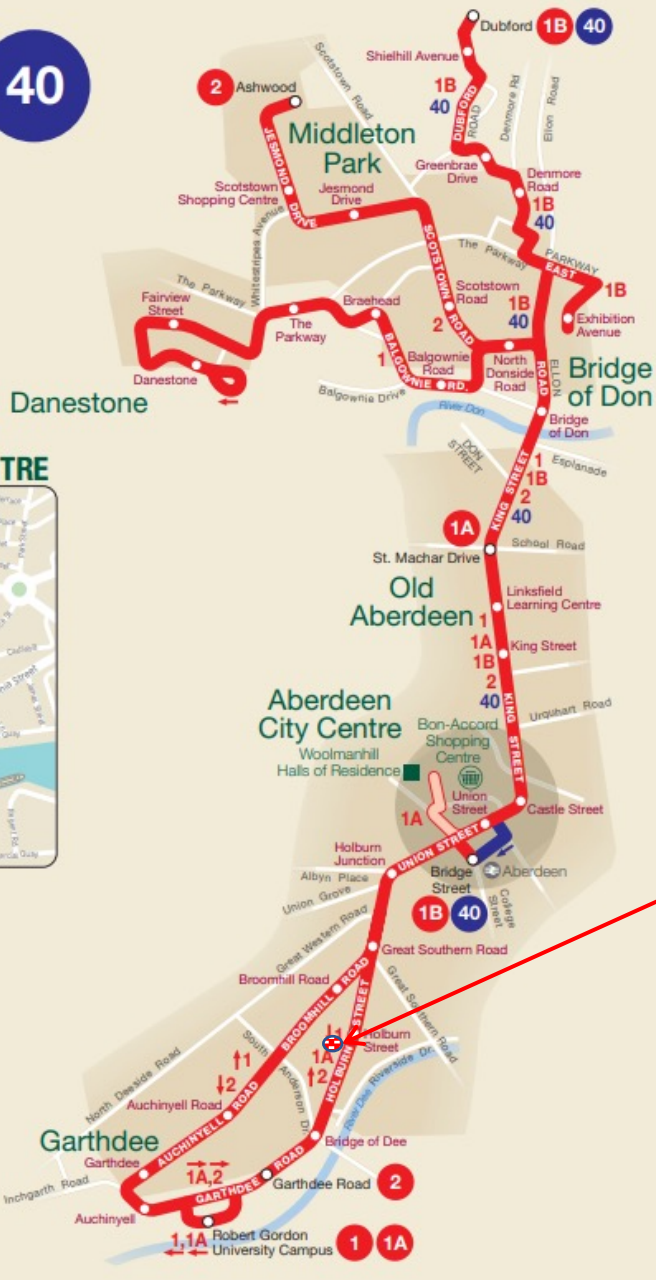 40
Dubford 1B 40
Shielhill Avenue
1B
40
DUBFORD
ROAD
Scotstown Road
Denmore Rd
Ellon Road
2 Ashwood
Middleton
Park
JESMOND
DRIVE
Scotstown
Shopping Centre
Jesmond
Drive
Greenbrae
Drive
Denmore
Road
1B
40
Whitestripes Avenue
The Parkway
PARKWAY
EAST
1B
SCOTSTOWN
ROAD
Scotstown
Road
1B
40
2
The Parkway
Fairview
Street
The
Parkway
Braehead
Exhibition
Avenue
1
BALGOWNIE RD.
Balgownie
Road
North
Donside
Road
ELLON
ROAD
Bridge
of Don
Danestone
Danestone
Balgownie Drive
River Don
Bridge
of Don
DON
STREET
Esplanade
TRE
KING STREET
1
1B
2
40
1A
School Road
St. Machar Drive
Old
Aberdeen
Linksfield
Learning Centre
1
1A
1B
2
40
King Street
KING STREET
Urquhart Road
Aberdeen
City Centre
Bon-Accord
Shopping
Centre
Woolmanhill
Halls of Residence
Union
Street
Castle Street
1A
UNION STREET
Holburn
Junction
Albyn Place
Union Grove
Bridge
Street
Aberdeen
College
Street
1B 40
Great Western Road
Great Southern Road
Broomhill Road
BROOMHILL ROAD
HOLBURN STREET
Great Southern Road
1
1A
2
Holburn
Street
Riverside Dr.
River Dee
South
Anderson Dr.
North Deeside Road
1
2
Auchinyell Road
AUCHINYELL ROAD
Garthdee
Garthdee
Bridge of Dee
1A,2
GARTHDEE ROAD
Garthdee Road 2
Inchgarth Road
Auchinyell
1,1A
Robert Gordon
University Campus 1 1A